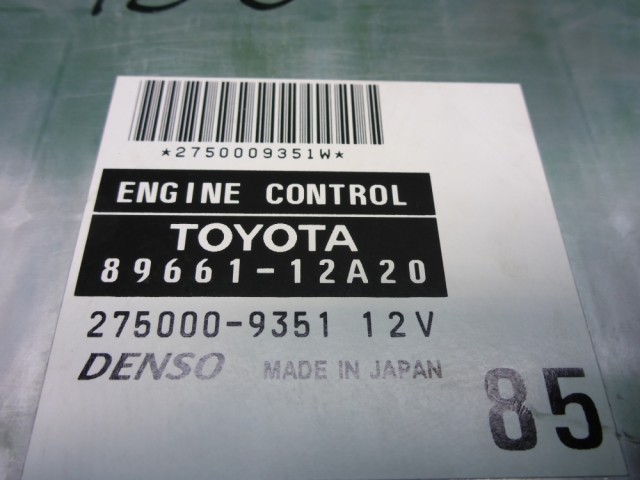 *2750009351W*
ENGINE CONTROL
TOYOTA
89661-12A20
275000-9351 12V
DENSO MADE IN JAPAN
85